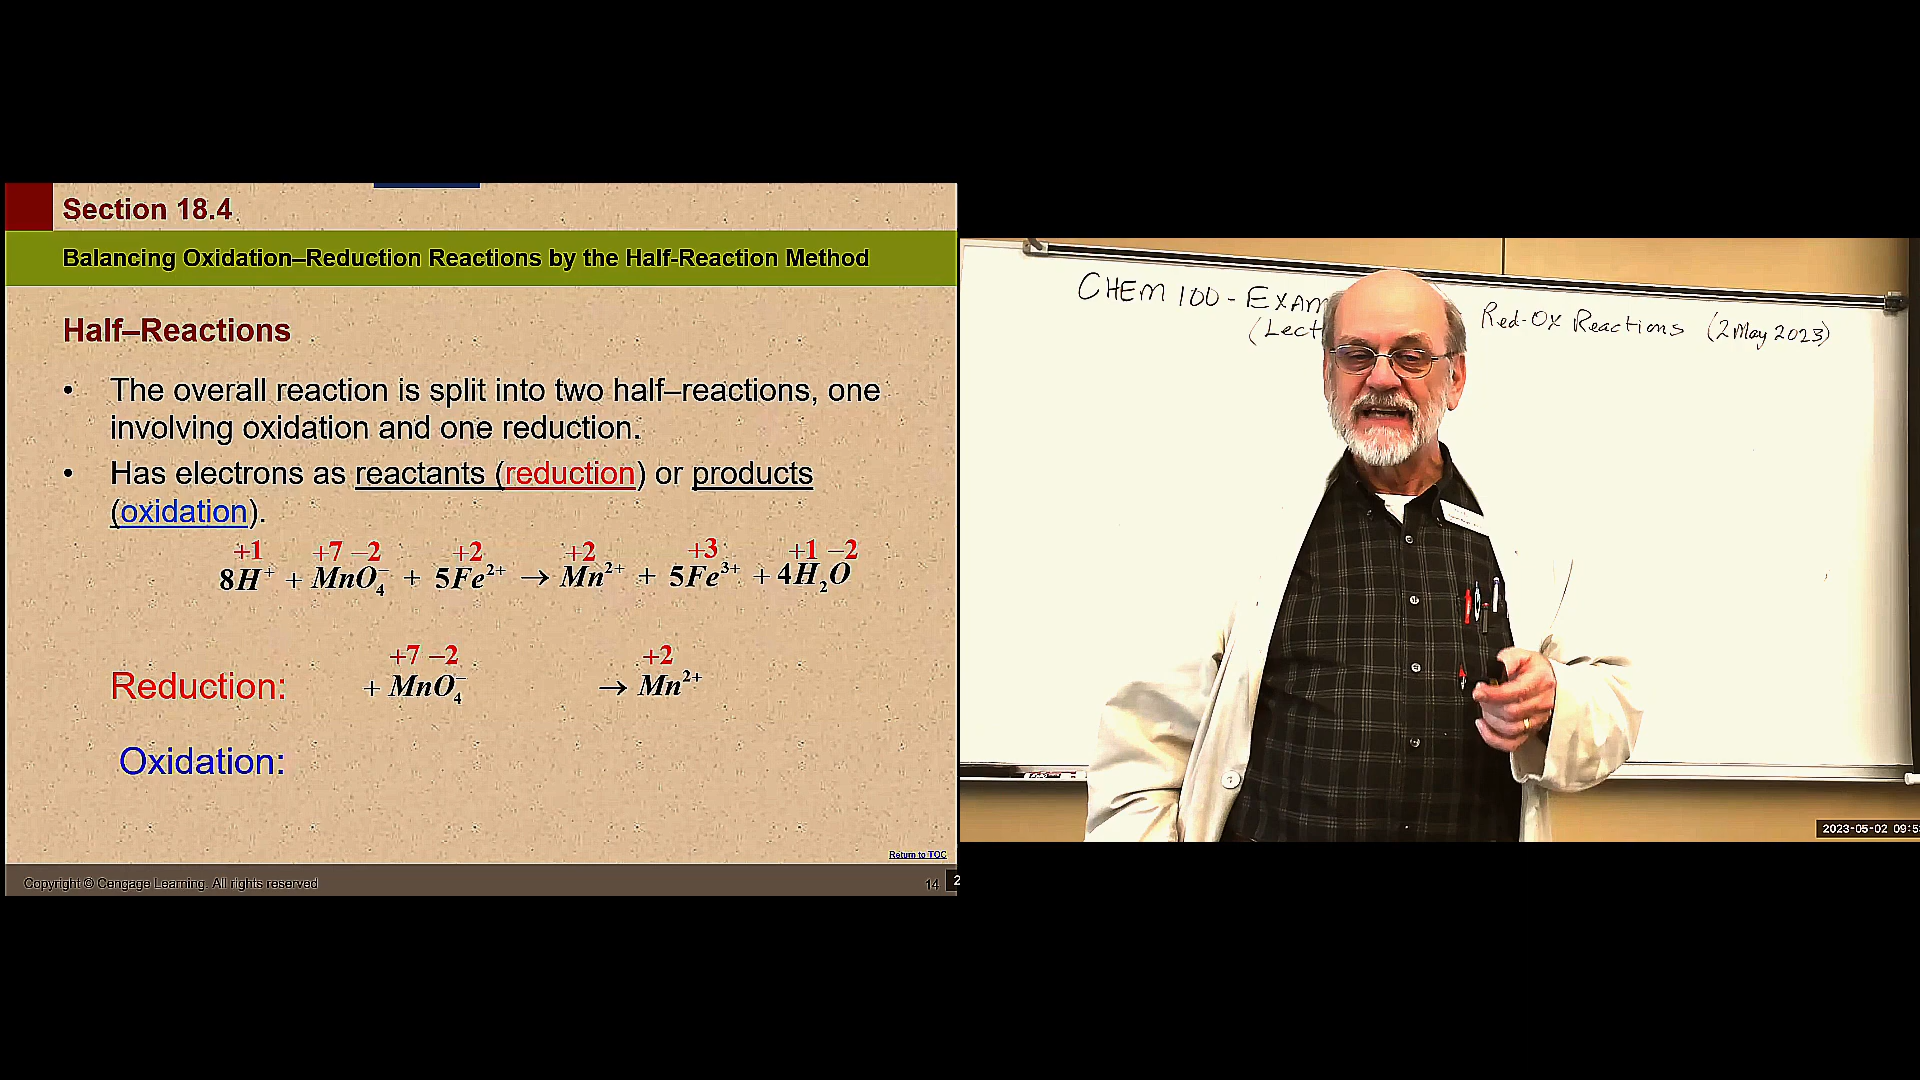 Section 18.4
Balancing Oxidation–Reduction Reactions by the Half-Reaction Method
Half–Reactions
• The overall reaction is split into two half–reactions, one
involving oxidation and one reduction.
• Has electrons as reactants (reduction) or products
(oxidation).
+1 +7 –2 +2 +2 +3 +1 –2
8H⁺ + MnO₄⁻ + 5Fe²⁺ → Mn²⁺ + 5Fe³⁺ + 4H₂O
+7 –2 +2
Reduction: + MnO₄⁻ → Mn²⁺
Oxidation:
Return to TOC
Copyright © Cengage Learning. All rights reserved
14
2
CHEM 100 - EXAM
(Lect
Red-Ox Reactions (2 May 2023)
2023-05-02 09:5